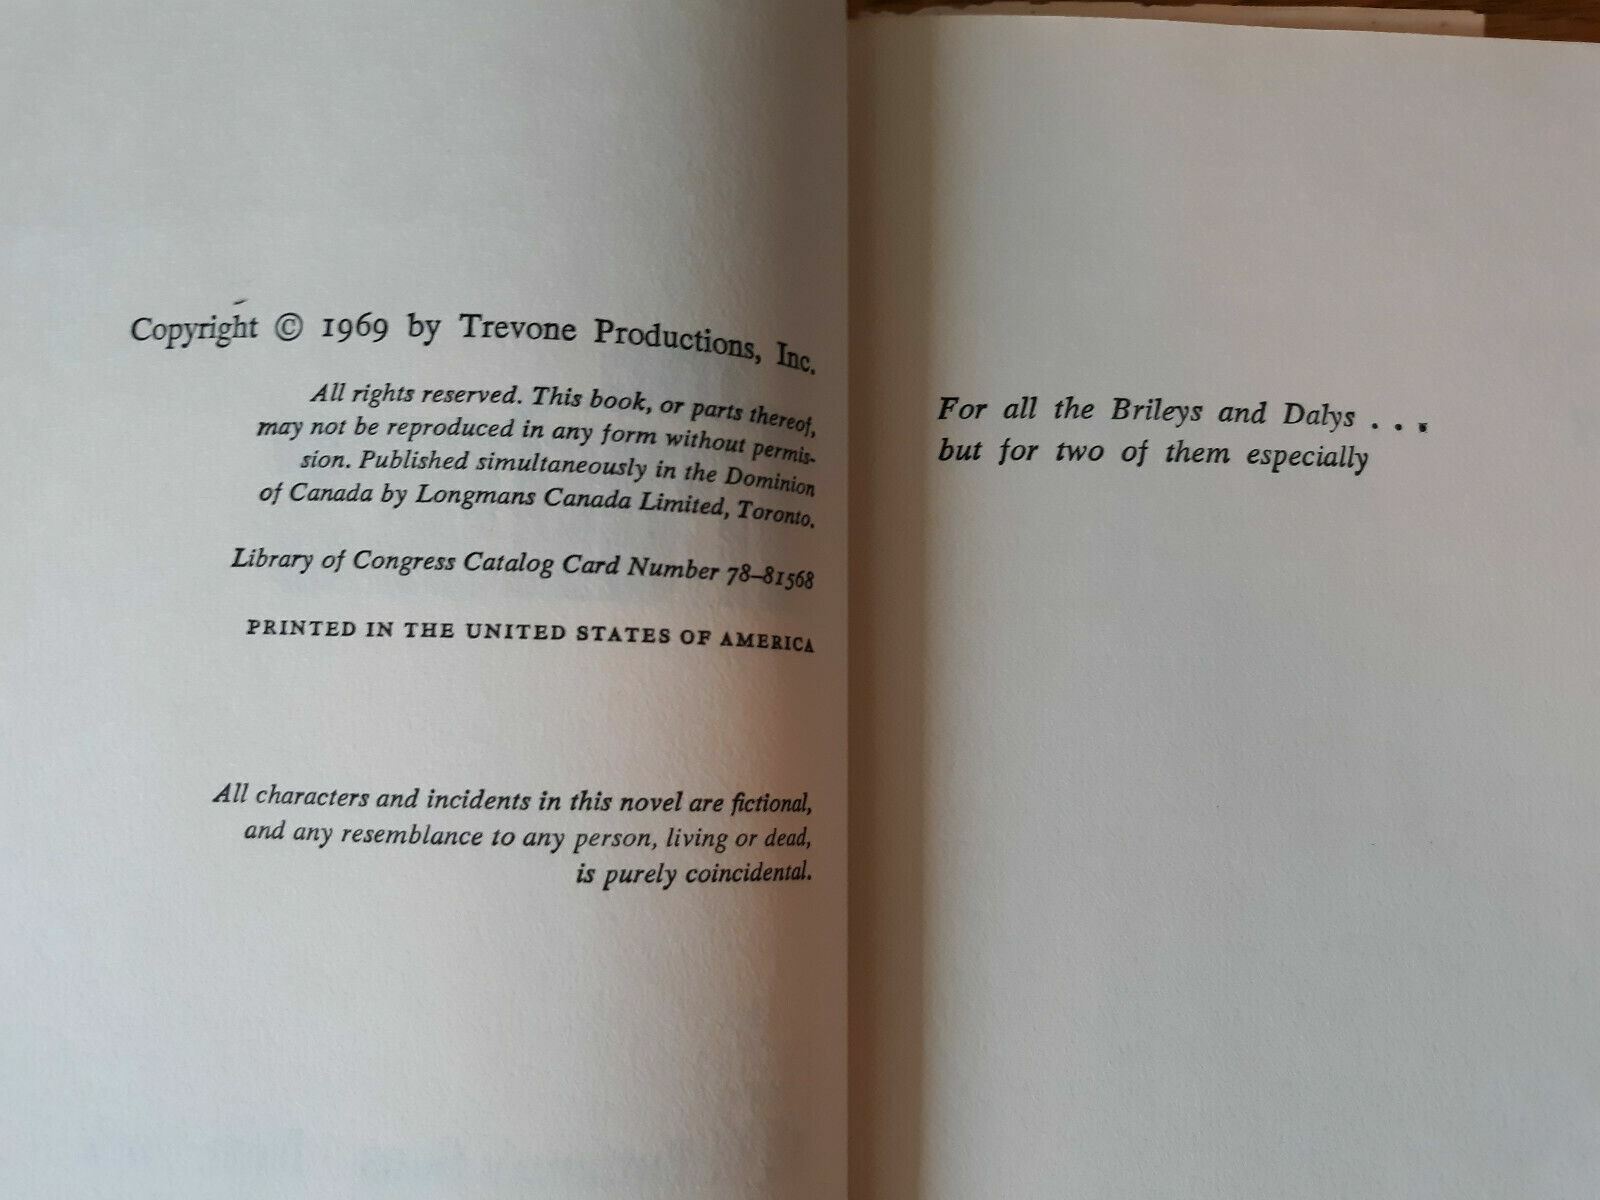 Copyright © 1969 by Trevone Productions, Inc.
All rights reserved. This book, or parts thereof,
may not be reproduced in any form without permis-
sion. Published simultaneously in the Dominion
of Canada by Longmans Canada Limited, Toronto.
Library of Congress Catalog Card Number 78–81568
PRINTED IN THE UNITED STATES OF AMERICA
All characters and incidents in this novel are fictional,
and any resemblance to any person, living or dead,
is purely coincidental.
For all the Brileys and Dalys . . .
but for two of them especially